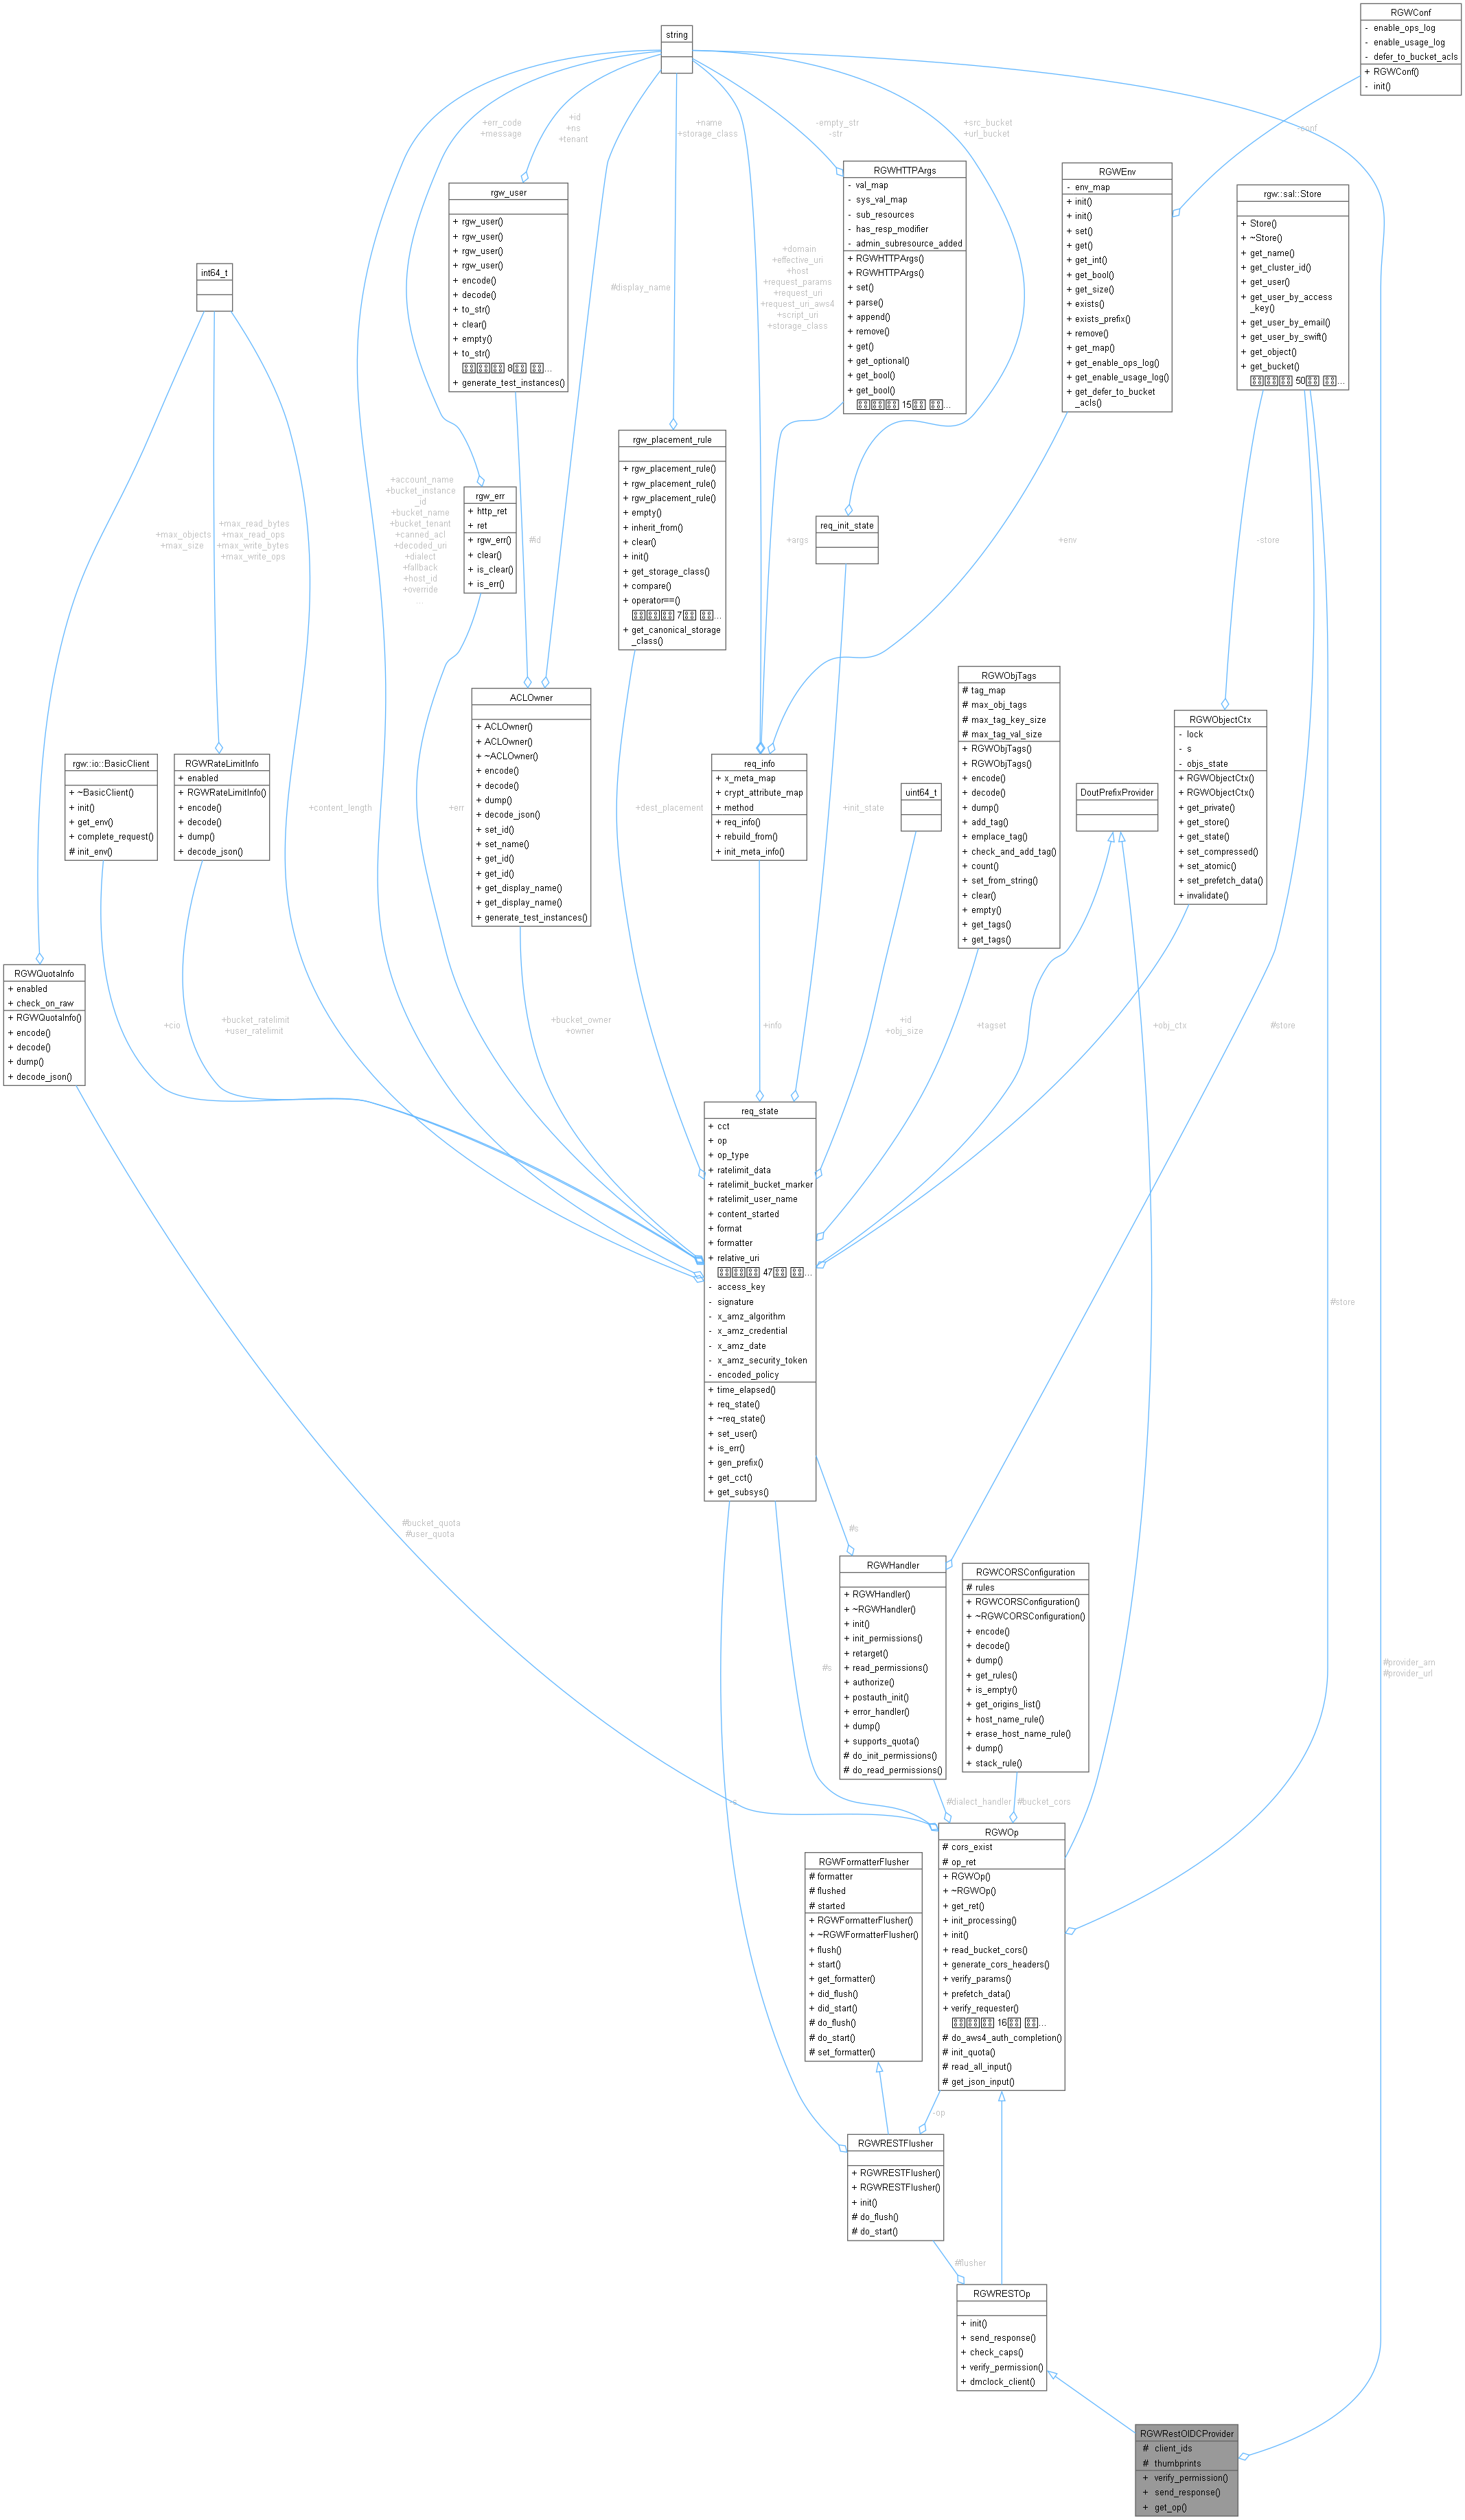 RGWConf
- enable_ops_log
- enable_usage_log
- defer_to_bucket_acls
+ RGWConf()
- init()
string
+err_code
+message
+id
+ns
+tenant
+name
+storage_class
-empty_str
-str
+src_bucket
+url_bucket
-conf
rgw_user
+ rgw_user()
+ rgw_user()
+ rgw_user()
+ rgw_user()
+ encode()
+ decode()
+ to_str()
+ clear()
+ empty()
+ to_str()
8
+ generate_test_instances()
RGWHTTPArgs
- val_map
- sys_val_map
- sub_resources
- has_resp_modifier
- admin_subresource_added
+ RGWHTTPArgs()
+ RGWHTTPArgs()
+ set()
+ parse()
+ append()
+ remove()
+ get()
+ get_optional()
+ get_bool()
+ get_bool()
15
RGWEnv
- env_map
+ init()
+ init()
+ set()
+ get()
+ get_int()
+ get_bool()
+ get_size()
+ exists()
+ exists_prefix()
+ remove()
+ get_map()
+ get_enable_ops_log()
+ get_enable_usage_log()
+ get_defer_to_bucket
_acls()
rgw::sal::Store
+ Store()
+ ~Store()
+ get_name()
+ get_cluster_id()
+ get_user()
+ get_user_by_access
_key()
+ get_user_by_email()
+ get_user_by_swift()
+ get_object()
+ get_bucket()
50
int64_t
#display_name
+domain
+effective_uri
+host
+request_params
+request_uri
+request_uri_aws4
+script_uri
+storage_class
rgw_placement_rule
+ rgw_placement_rule()
+ rgw_placement_rule()
+ rgw_placement_rule()
+ empty()
+ inherit_from()
+ clear()
+ init()
+ get_storage_class()
+ compare()
+ operator==()
7
+ get_canonical_storage
_class()
+account_name
+bucket_instance
_id
+bucket_name
+bucket_tenant
+canned_acl
+decoded_uri
+dialect
+fallback
+host_id
+override
...
rgw_err
+ http_ret
+ ret
+ rgw_err()
+ clear()
+ is_clear()
+ is_err()
+max_objects
+max_size
+max_read_bytes
+max_read_ops
+max_write_bytes
+max_write_ops
#id
+args
req_init_state
+env
-store
ACLOwner
+ ACLOwner()
+ ACLOwner()
+ ~ACLOwner()
+ encode()
+ decode()
+ dump()
+ decode_json()
+ set_id()
+ set_name()
+ get_id()
+ get_id()
+ get_display_name()
+ get_display_name()
+ generate_test_instances()
RGWObjTags
# tag_map
# max_obj_tags
# max_tag_key_size
# max_tag_val_size
+ RGWObjTags()
+ RGWObjTags()
+ encode()
+ decode()
+ dump()
+ add_tag()
+ emplace_tag()
+ check_and_add_tag()
+ count()
+ set_from_string()
+ clear()
+ empty()
+ get_tags()
+ get_tags()
RGWObjectCtx
- lock
- s
- objs_state
+ RGWObjectCtx()
+ RGWObjectCtx()
+ get_private()
+ get_store()
+ get_state()
+ set_compressed()
+ set_atomic()
+ set_prefetch_data()
+ invalidate()
rgw::io::BasicClient
+ ~BasicClient()
+ init()
+ get_env()
+ complete_request()
# init_env()
RGWRateLimitInfo
+ enabled
+ RGWRateLimitInfo()
+ encode()
+ decode()
+ dump()
+ decode_json()
+content_length
+err
+dest_placement
req_info
+ x_meta_map
+ crypt_attribute_map
+ method
+ req_info()
+ rebuild_from()
+ init_meta_info()
+init_state
uint64_t
DoutPrefixProvider
RGWQuotaInfo
+ enabled
+ check_on_raw
+ RGWQuotaInfo()
+ encode()
+ decode()
+ dump()
+ decode_json()
+cio
+bucket_ratelimit
+user_ratelimit
+bucket_owner
+owner
+info
+id
+obj_size
+tagset
+obj_ctx
#store
req_state
+ cct
+ op
+ op_type
+ ratelimit_data
+ ratelimit_bucket_marker
+ ratelimit_user_name
+ content_started
+ format
+ formatter
+ relative_uri
47
- access_key
- signature
- x_amz_algorithm
- x_amz_credential
- x_amz_date
- x_amz_security_token
- encoded_policy
+ time_elapsed()
+ req_state()
+ ~req_state()
+ set_user()
+ is_err()
+ gen_prefix()
+ get_cct()
+ get_subsys()
#store
#bucket_quota
#user_quota
#s
RGWHandler
+ RGWHandler()
+ ~RGWHandler()
+ init()
+ init_permissions()
+ retarget()
+ read_permissions()
+ authorize()
+ postauth_init()
+ error_handler()
+ dump()
+ supports_quota()
# do_init_permissions()
# do_read_permissions()
RGWCORSConfiguration
# rules
+ RGWCORSConfiguration()
+ ~RGWCORSConfiguration()
+ encode()
+ decode()
+ dump()
+ get_rules()
+ is_empty()
+ get_origins_list()
+ host_name_rule()
+ erase_host_name_rule()
+ dump()
+ stack_rule()
#s
#provider_arn
#provider_url
-s
#dialect_handler
#bucket_cors
RGWOp
# cors_exist
# op_ret
+ RGWOp()
+ ~RGWOp()
+ get_ret()
+ init_processing()
+ init()
+ read_bucket_cors()
+ generate_cors_headers()
+ verify_params()
+ prefetch_data()
+ verify_requester()
16
# do_aws4_auth_completion()
# init_quota()
# read_all_input()
# get_json_input()
RGWFormatterFlusher
# formatter
# flushed
# started
+ RGWFormatterFlusher()
+ ~RGWFormatterFlusher()
+ flush()
+ start()
+ get_formatter()
+ did_flush()
+ did_start()
# do_flush()
# do_start()
# set_formatter()
-op
RGWRESTFlusher
+ RGWRESTFlusher()
+ RGWRESTFlusher()
+ init()
# do_flush()
# do_start()
#flusher
RGWRESTOp
+ init()
+ send_response()
+ check_caps()
+ verify_permission()
+ dmclock_client()
RGWRestOIDCProvider
# client_ids
# thumbprints
+ verify_permission()
+ send_response()
+ get_op()